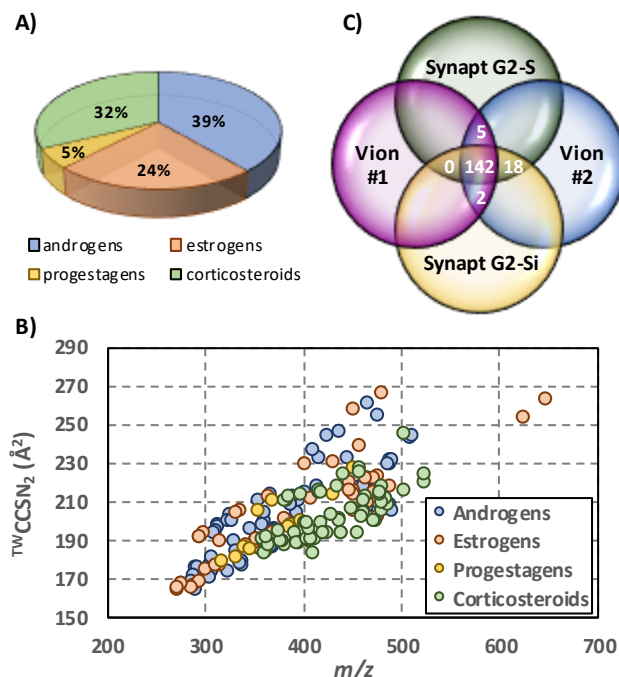 A)
32%
39%
5%
24%
androgens
estrogens
progestagens
corticosteroids
C)
Synapt G2-S
5
Vion #1
0
142
18
Vion #2
2
Synapt G2-Si
B)
290
270
250
230
210
190
170
150
TWCCSN2 (Å2)
Androgens
Estrogens
Progestagens
Corticosteroids
200
300
400
500
600
700
m/z